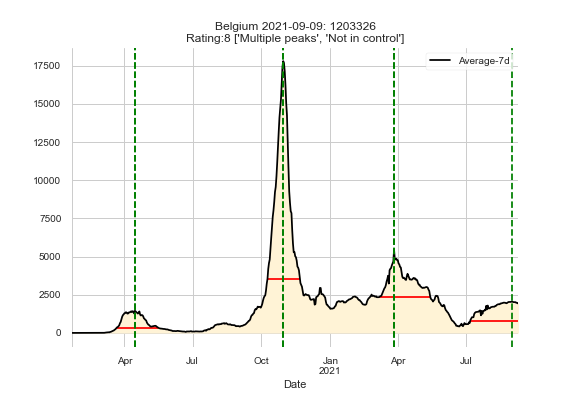 Belgium 2021-09-09: 1203326
Rating:8 ['Multiple peaks', 'Not in control']
Average-7d
17500
15000
12500
10000
7500
5000
2500
0
Apr Jul Oct Jan Apr Jul
2021
Date